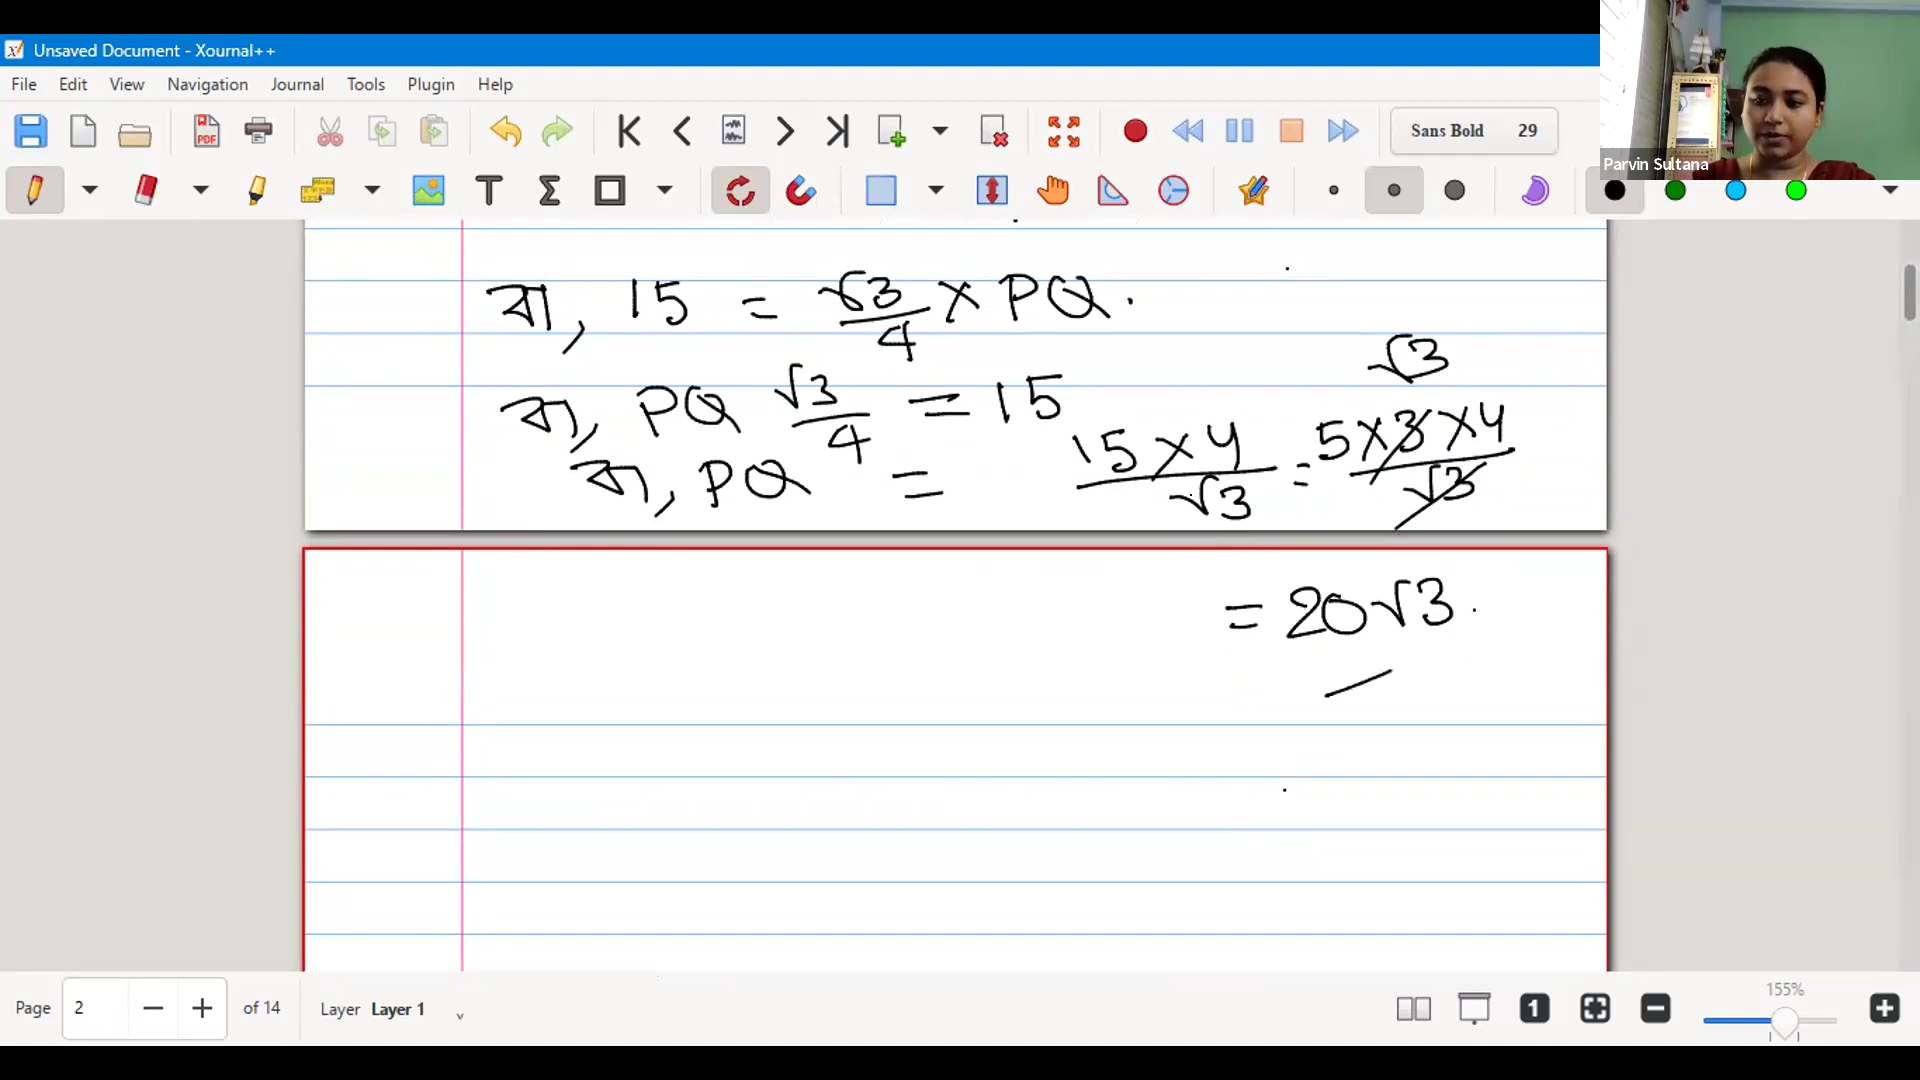 Unsaved Document - Xournal++
File Edit View Navigation Journal Tools Plugin Help
Sans Bold 29
Parvin Sultana
বা, 15 = √3/4 × PQ.
বা, PQ √3/4 = 15
√3
বা, PQ = 15×4/√3 = 5×3×4/√3
= 20√3.
Page 2 of 14 Layer Layer 1
155%